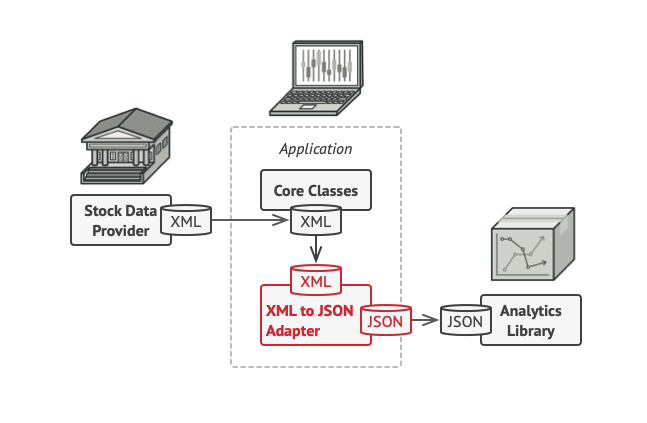 Application
Stock Data
Provider
XML
Core Classes
XML
XML
XML to JSON
Adapter
JSON
JSON
Analytics
Library